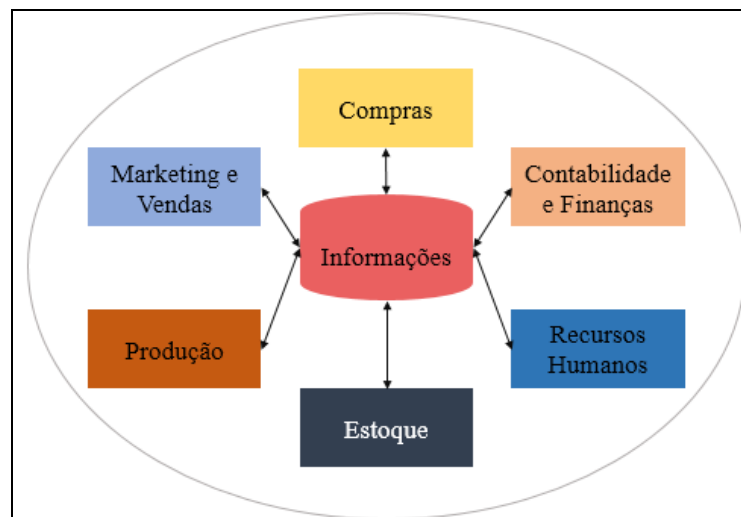 Compras
Marketing e
Vendas
Contabilidade
e Finanças
Informações
Produção
Recursos
Humanos
Estoque